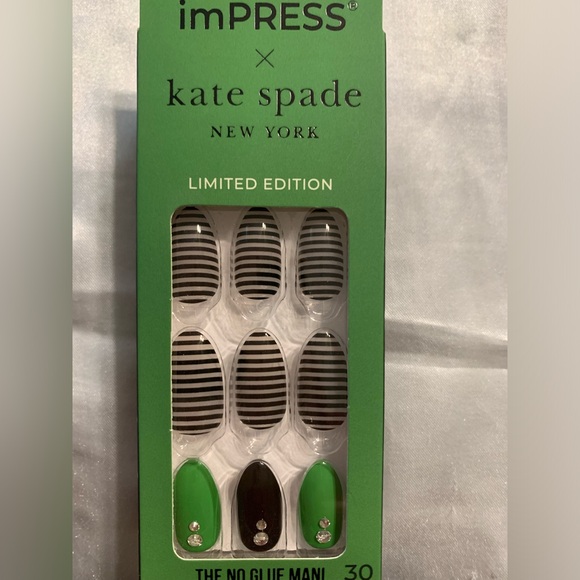 imPRESS®
×
kate spade
NEW YORK
LIMITED EDITION
THE NO GLUE MANI 30